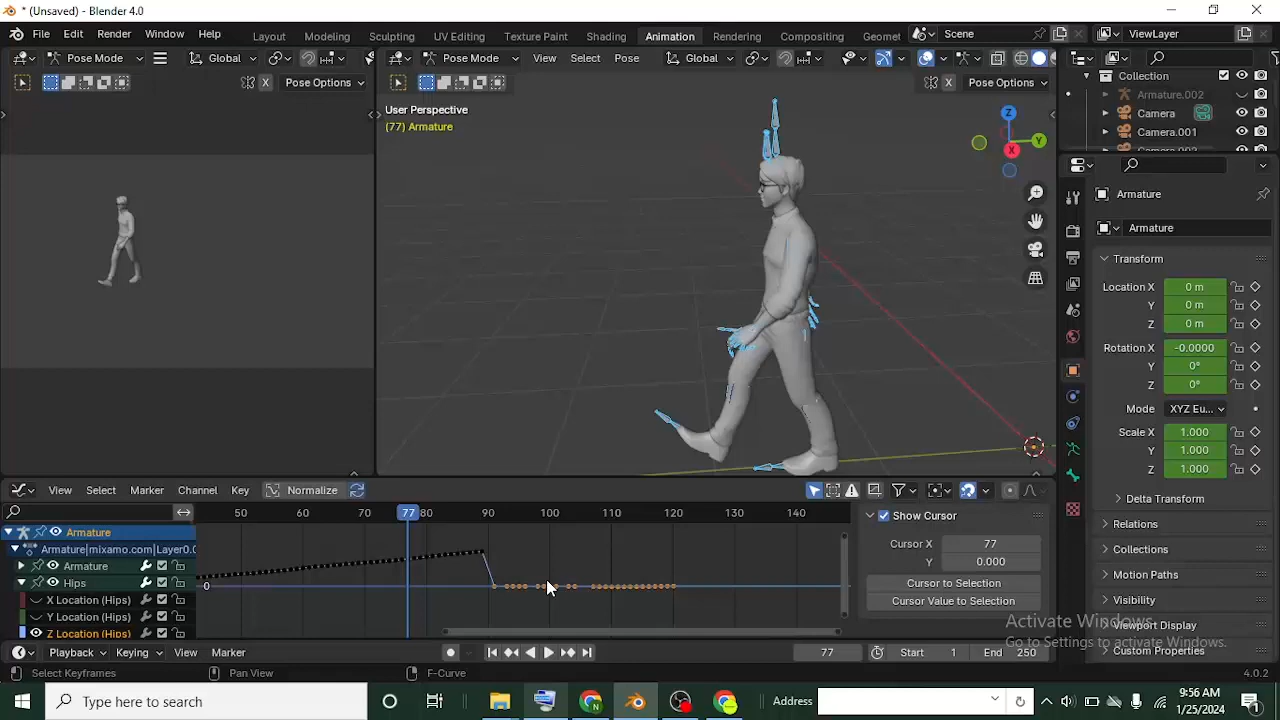 * (Unsaved) - Blender 4.0
File Edit Render Window Help
Layout Modeling Sculpting UV Editing Texture Paint Shading Animation Rendering Compositing Geomet
Scene
ViewLayer
Pose Mode
Global
Pose Mode
View Select Pose
Global
X Pose Options
X Pose Options
User Perspective
(77) Armature
Z
Y
X
Collection
Armature.002
Camera
Camera.001
Armature
Armature
Transform
Location X 0 m
Y 0 m
Z 0 m
Rotation X -0.0000
Y 0°
Z 0°
Mode XYZ Eu...
Scale X 1.000
Y 1.000
Z 1.000
Delta Transform
Relations
Collections
Motion Paths
Visibility
Viewport Display
Custom Properties
View Select Marker Channel Key Normalize
50 77 80 90 100 110 120 130 140
0
Armature
Armature|mixamo.com|Layer0.0
Armature
Hips
X Location (Hips)
Y Location (Hips)
Z Location (Hips)
Show Cursor
Cursor X 77
Y 0.000
Cursor to Selection
Cursor Value to Selection
Activate Windows
Go to Settings to activate Windows.
Playback Keying View Marker
77 Start 1 End 250
Select Keyframes Pan View F-Curve 4.0.2
Type here to search
Address
9:56 AM
1/25/2024
1